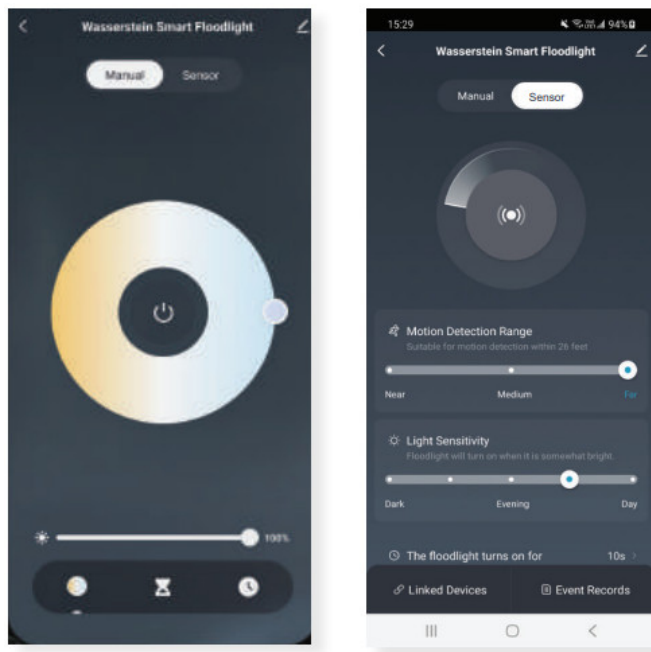 Wasserstein Smart Floodlight
Manual Sensor
100%
15:29 94%
Wasserstein Smart Floodlight
Manual Sensor
Motion Detection Range
Suitable for motion detection within 26 feet
Near Medium Far
Light Sensitivity
Floodlight will turn on when it is somewhat bright.
Dark Evening Day
The floodlight turns on for 10s
Linked Devices Event Records